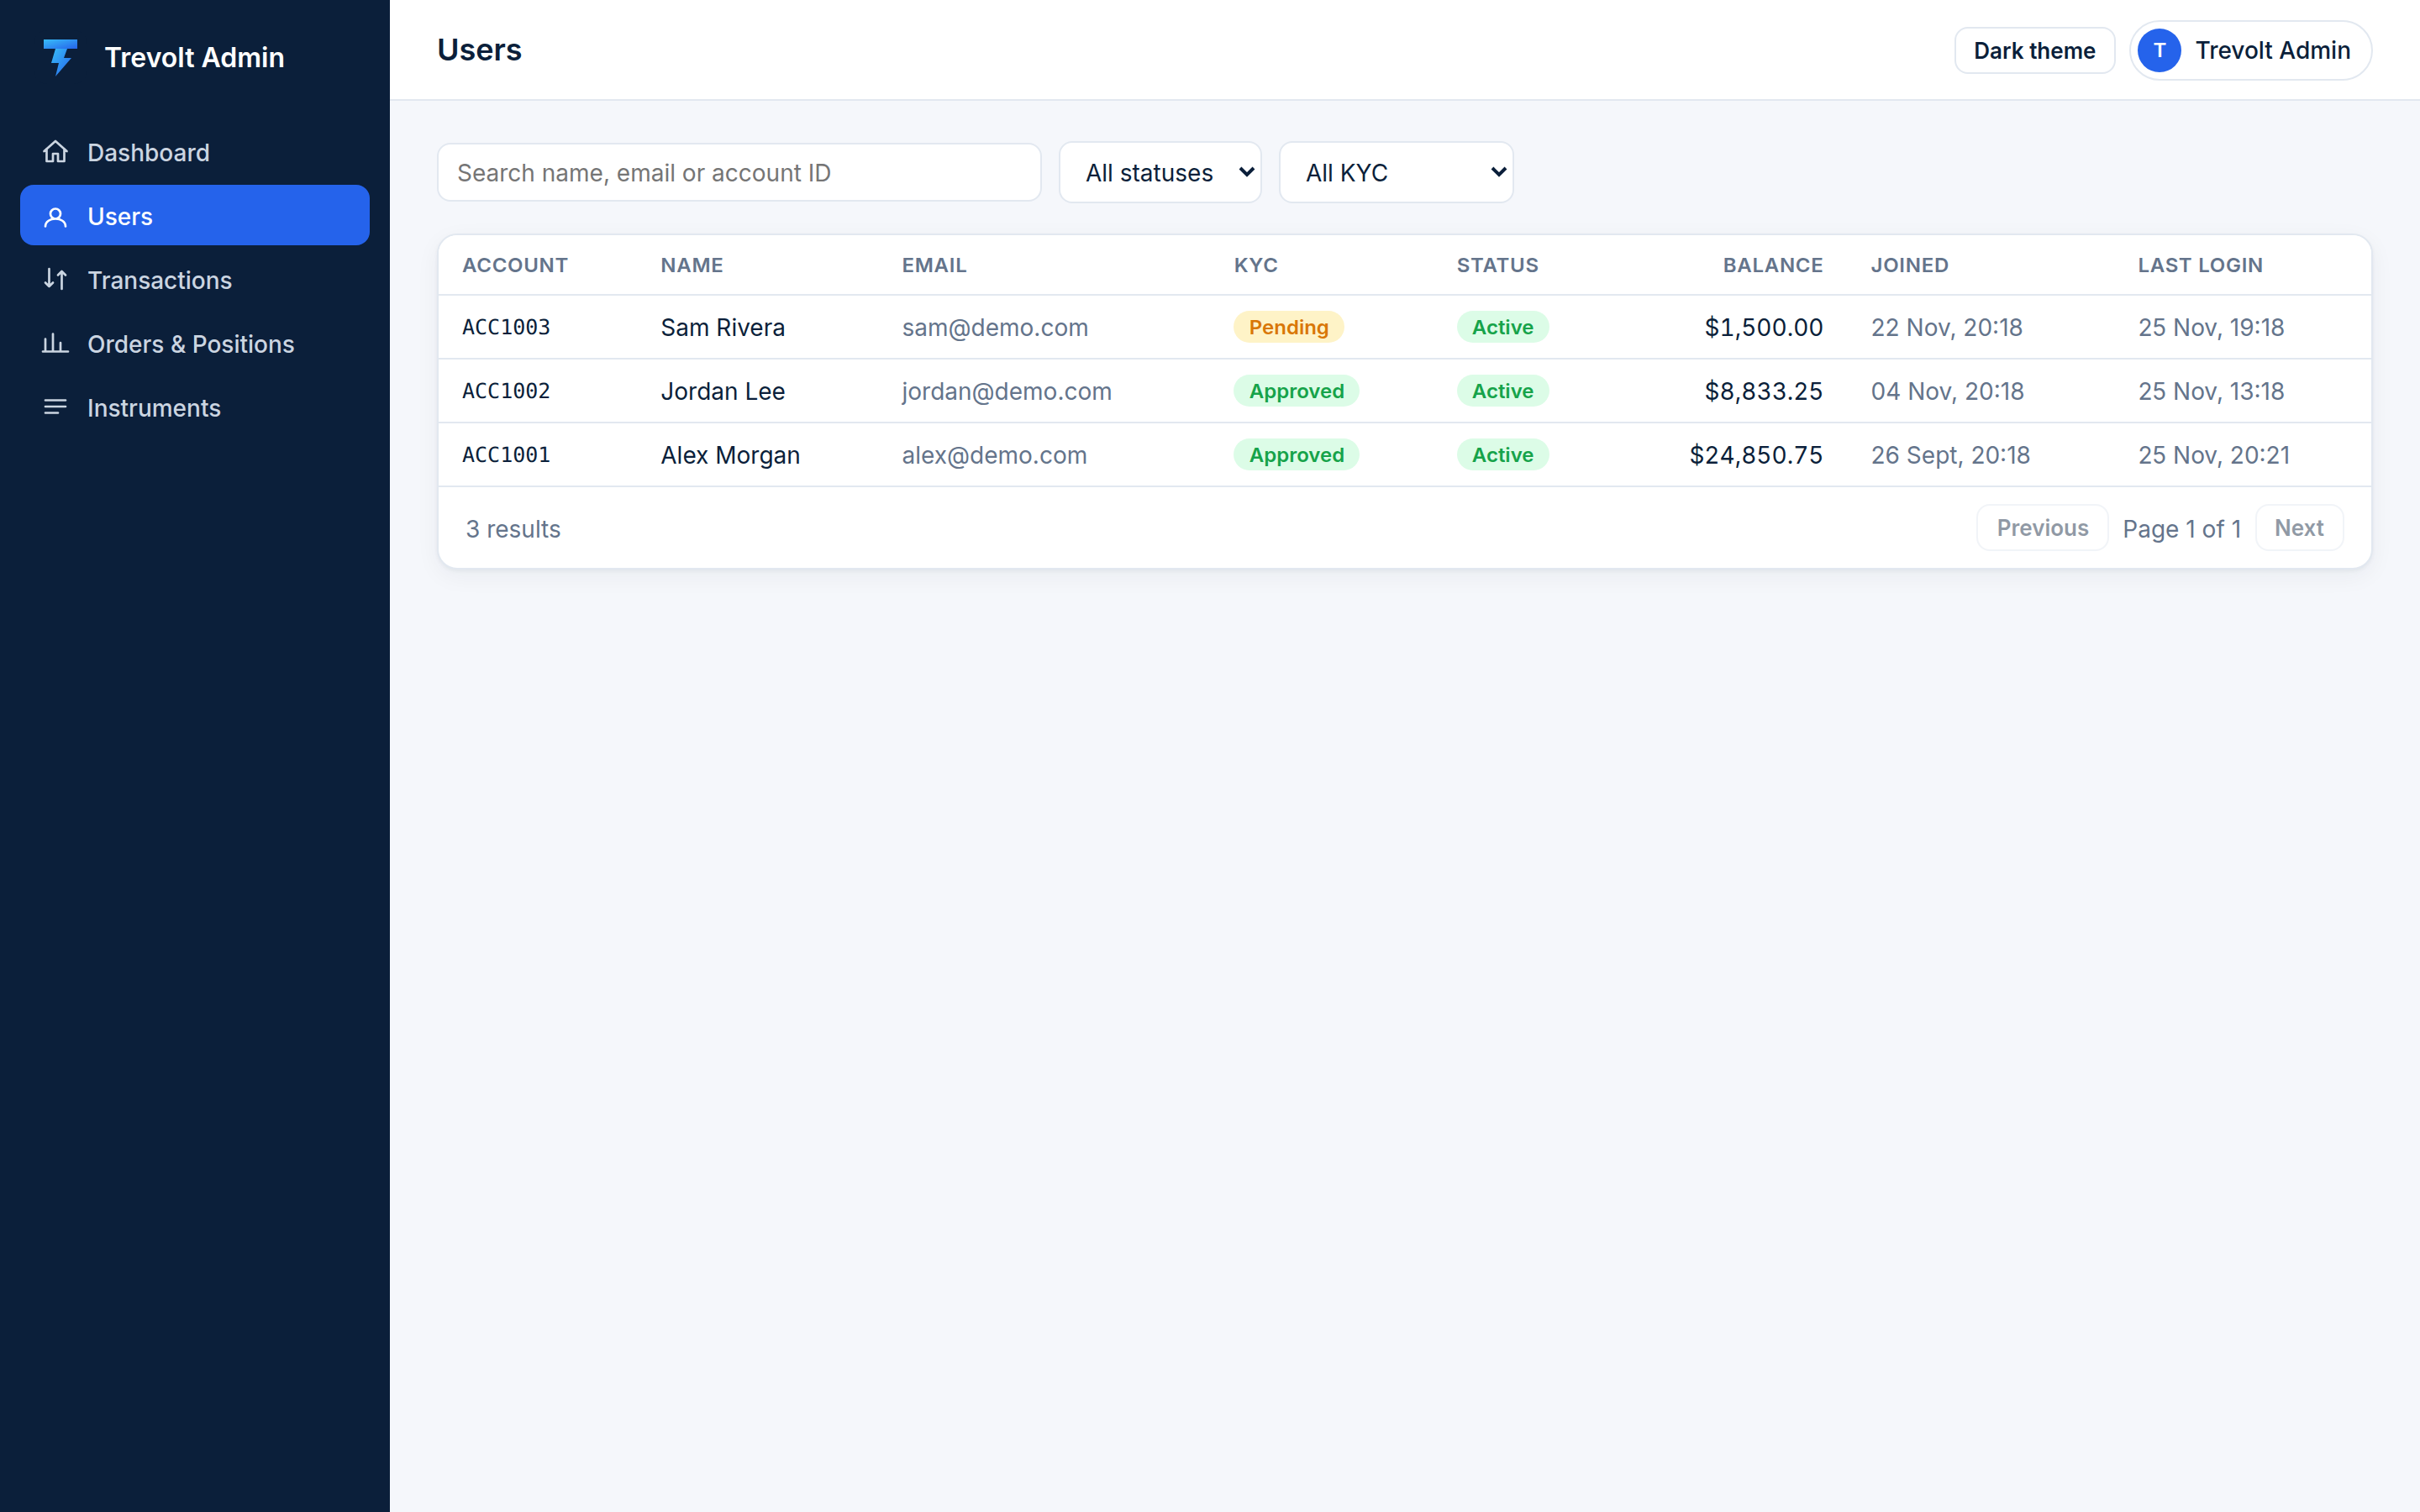 Trevolt Admin
Dashboard
Users
Transactions
Orders & Positions
Instruments
Users
Dark theme
T Trevolt Admin
Search name, email or account ID All statuses All KYC
ACCOUNT NAME EMAIL KYC STATUS BALANCE JOINED LAST LOGIN
ACC1003 Sam Rivera sam@demo.com Pending Active $1,500.00 22 Nov, 20:18 25 Nov, 19:18
ACC1002 Jordan Lee jordan@demo.com Approved Active $8,833.25 04 Nov, 20:18 25 Nov, 13:18
ACC1001 Alex Morgan alex@demo.com Approved Active $24,850.75 26 Sept, 20:18 25 Nov, 20:21
3 results Previous Page 1 of 1 Next